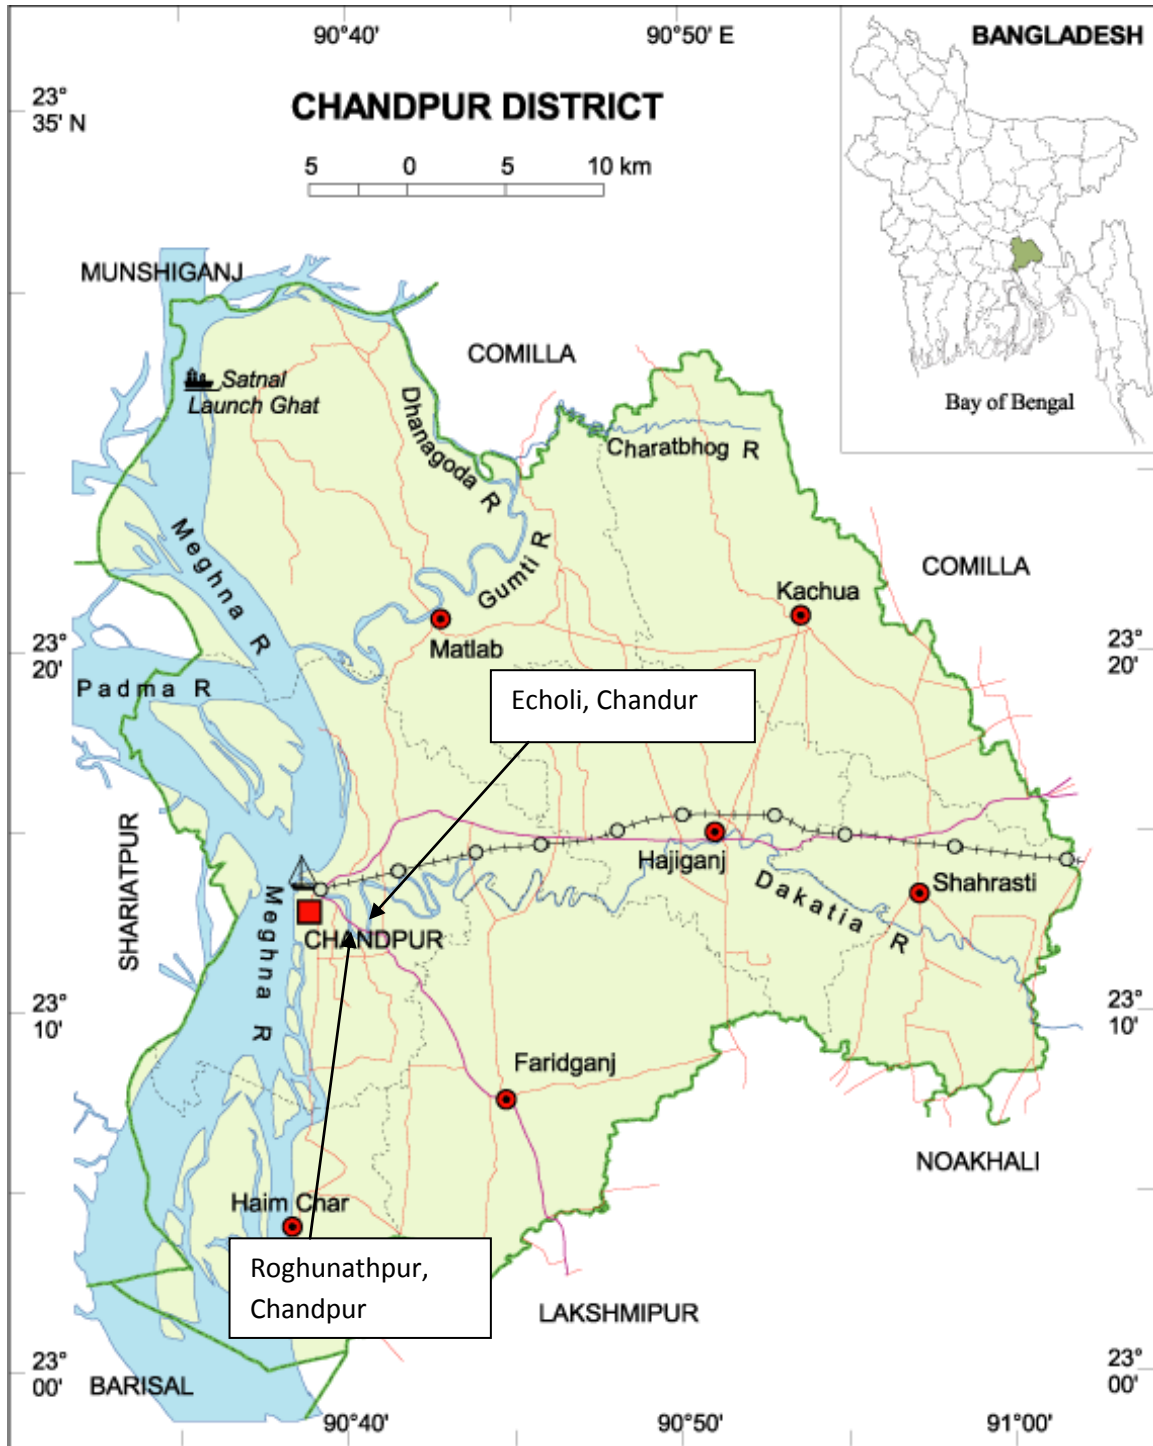 90°40'
90°50' E
BANGLADESH
23°
35' N
CHANDPUR DISTRICT
5 0 5 10 km
MUNSHIGANJ
COMILLA
Satnal
Launch Ghat
Dhanagoda R
Charatbhog R
Bay of Bengal
Meghna R
Gumti R
COMILLA
Kachua
Matlab
23°
20'
23°
20'
Padma R
Echoli, Chandur
SHARIATPUR
Hajiganj
Shahrasti
Dakatia R
Meghna R
CHANDPUR
23°
10'
23°
10'
Faridganj
NOAKHALI
Haim Char
Roghunathpur,
Chandpur
LAKSHMIPUR
23°
00'
BARISAL
23°
00'
90°40'
90°50'
91°00'